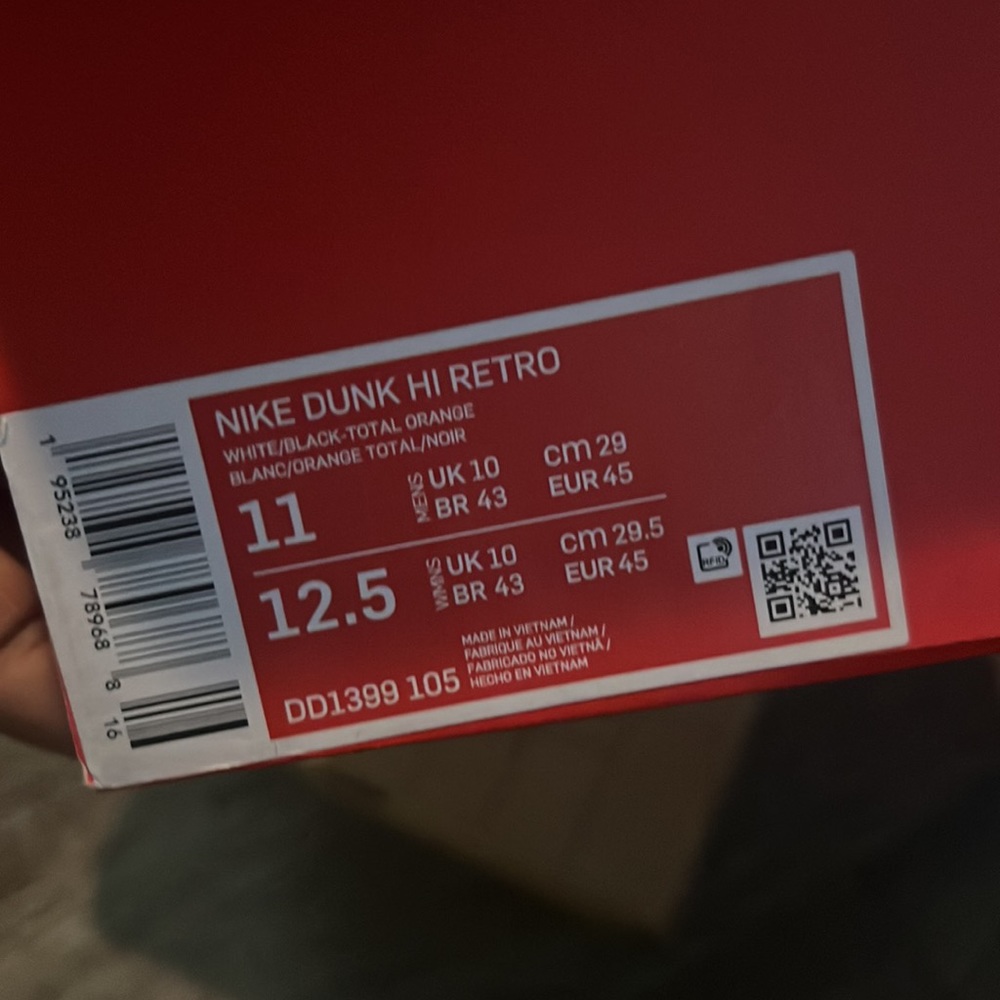 NIKE DUNK HI RETRO
WHITE/BLACK-TOTAL ORANGE
BLANC/ORANGE TOTAL/NOIR
11 MENS UK 10 cm 29
BR 43 EUR 45
12.5 WMNS UK 10 cm 29.5
BR 43 EUR 45
RFID
MADE IN VIETNAM /
FABRIQUE AU VIETNAM /
FABRICADO NO VIETNÃ /
HECHO EN VIETNAM
DD1399 105
1 95238 78968 8 16